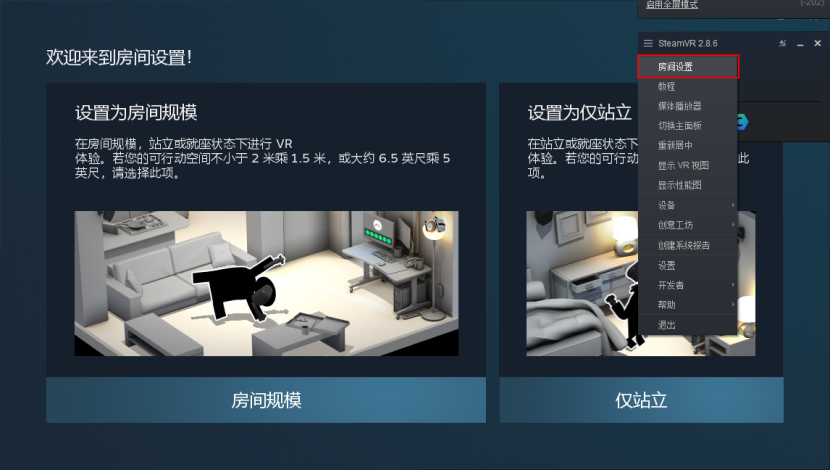 启用全屏模式
(-202)
SteamVR 2.8.6
欢迎来到房间设置!
设置为房间规模
在房间规模，站立或就座状态下进行 VR
体验。若您的可行动空间不小于 2 米乘 1.5 米，或大约 6.5 英尺乘 5
英尺，请选择此项。
房间规模
设置为仅站立
在站立或就座状态下
体验。若您的可行动 此
项。
仅站立
房间设置
教程
媒体播放器
切换主面板
重新居中
显示 VR 视图
显示性能图
设备
创意工坊
创建系统报告
设置
开发者
帮助
退出